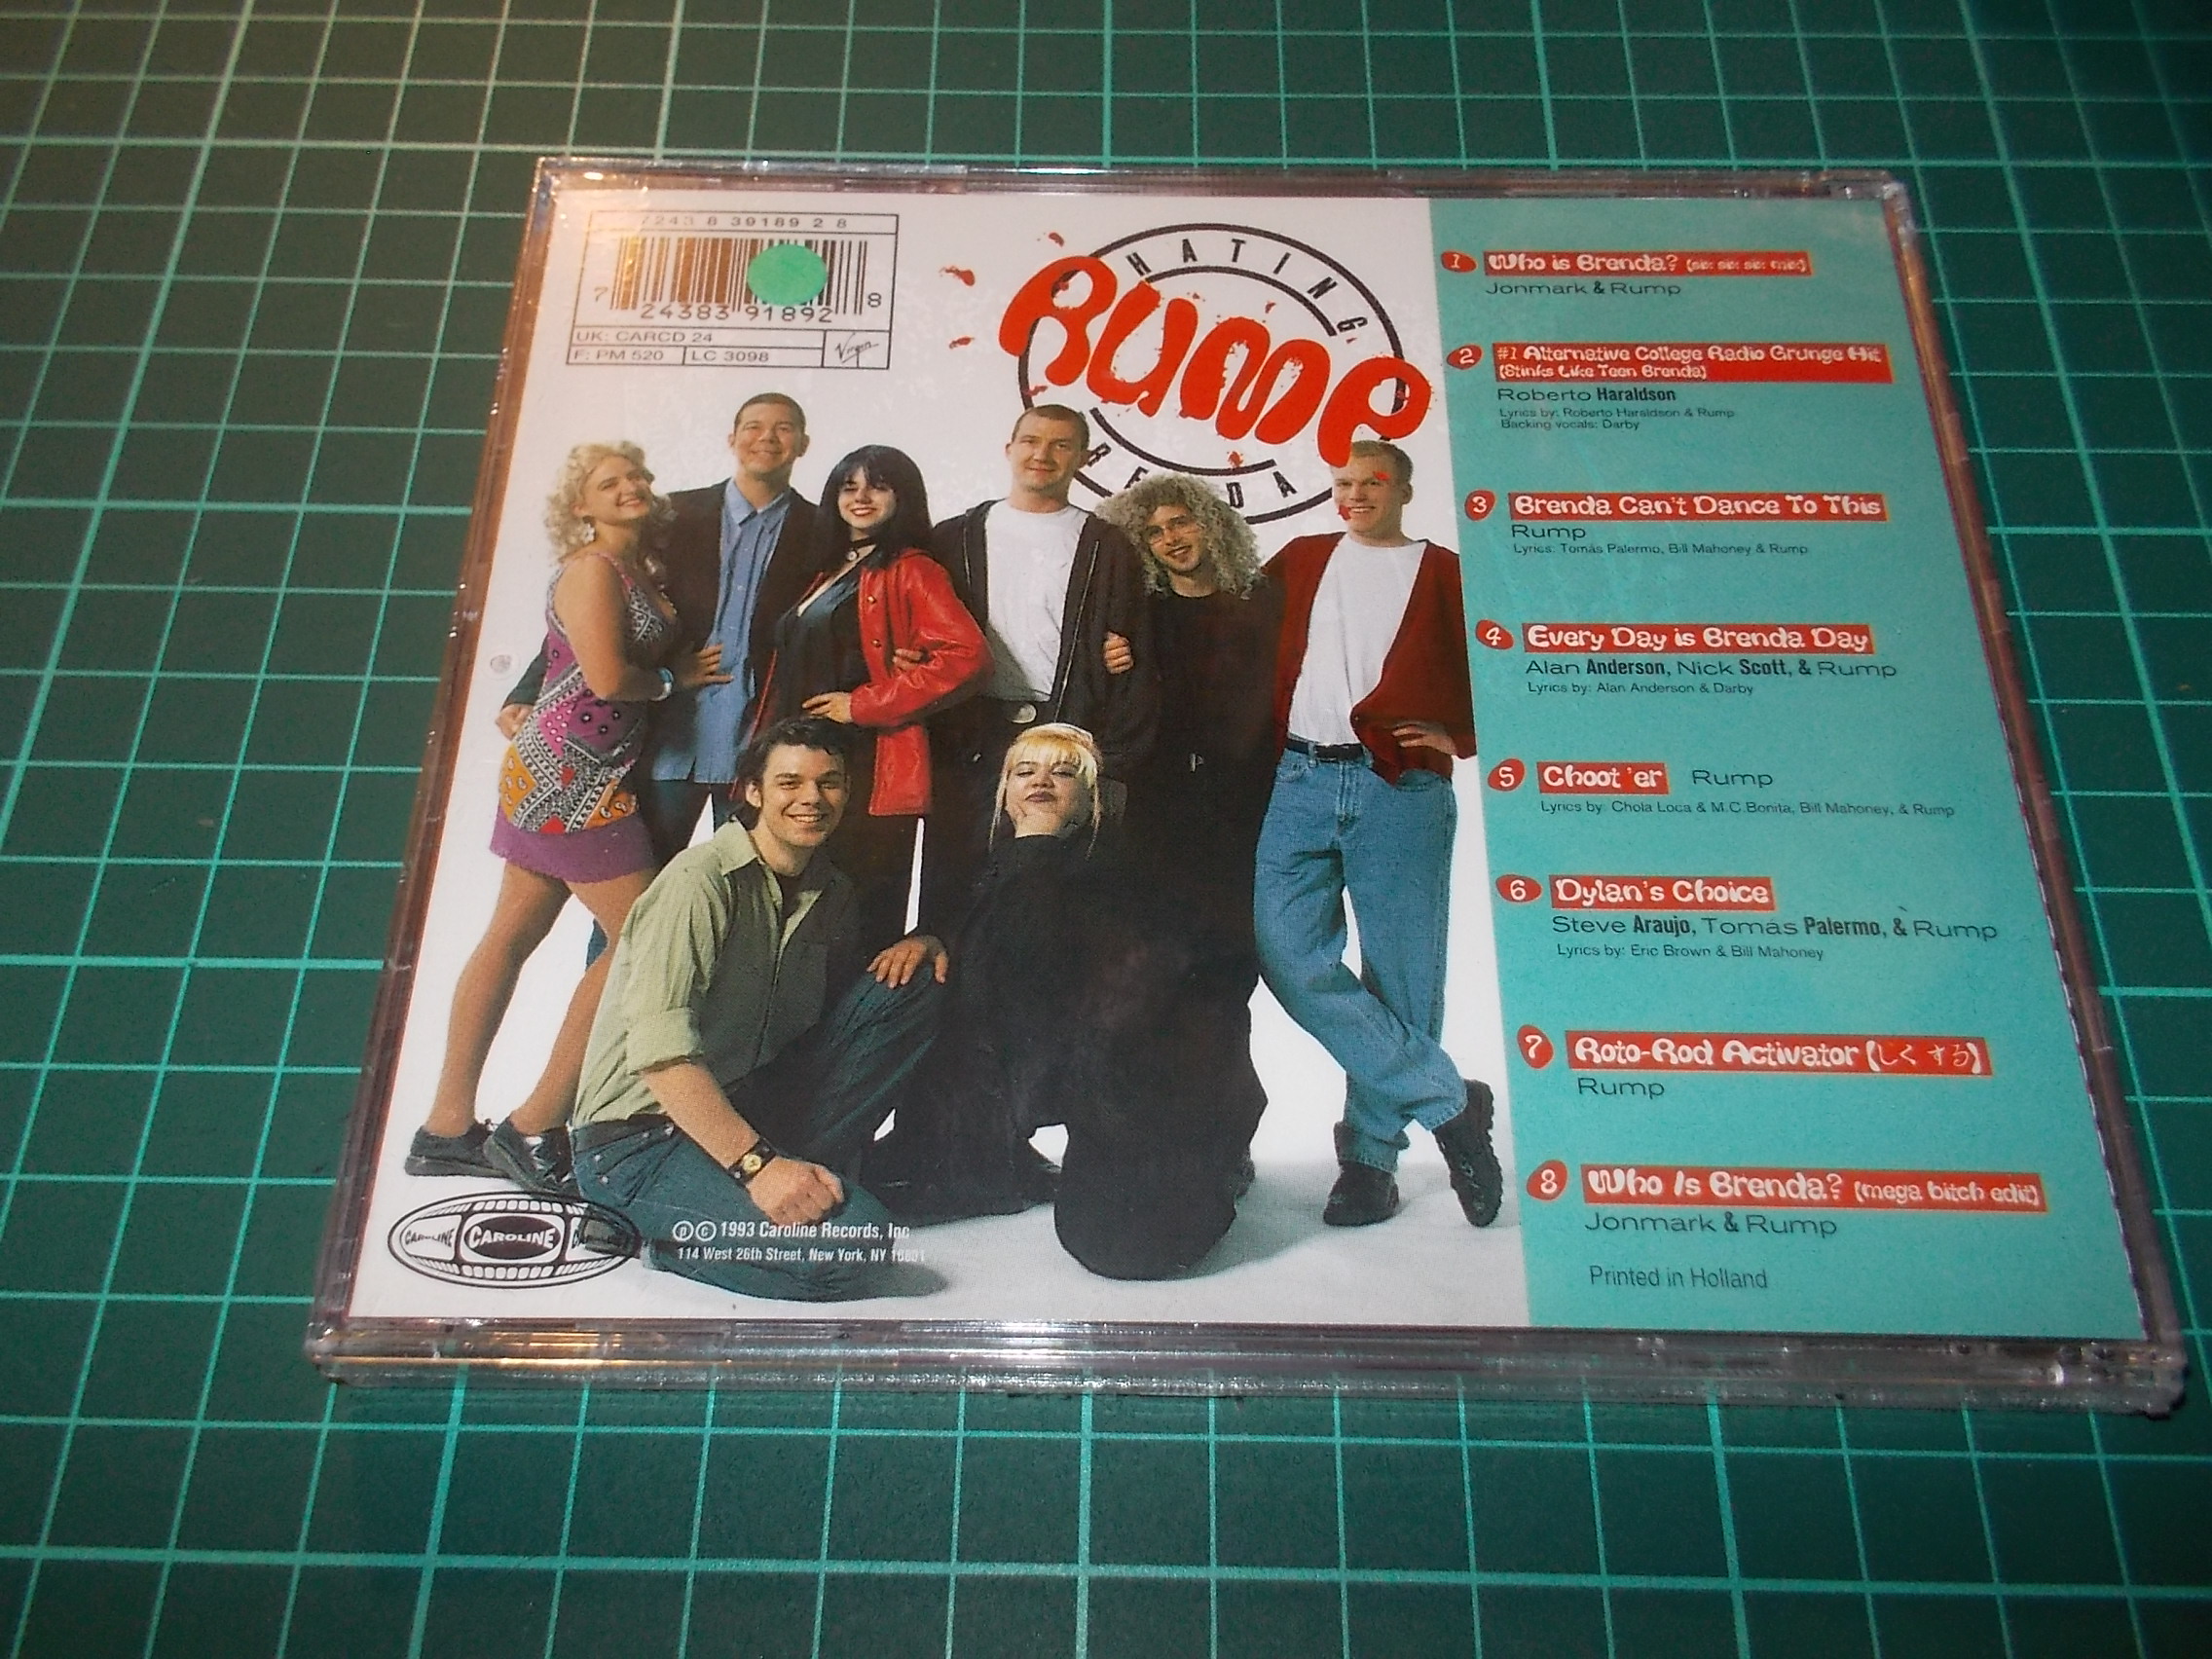 7243 8 39189 2 8
7 24383 91892 8
UK: CARCD 24
F: PM 520 LC 3098 Virgin
HATING
Rump
BRENDA
1 Who is Brenda?
Jonmark & Rump
2 #1 Alternative College Radio Grunge Hit
(Stinks Like Teen Brenda)
Roberto Haraldson
Lyrics by: Roberto Haraldson & Rump
Backing vocals: Darby
3 Brenda Can't Dance To This
Rump
Lyrics: Tomás Palermo, Bill Mahoney & Rump
4 Every Day is Brenda Day
Alan Anderson, Nick Scott, & Rump
Lyrics by: Alan Anderson & Darby
5 Choot 'er Rump
Lyrics by: Chola Loca & M.C.Bonita, Bill Mahoney, & Rump
6 Dylan's Choice
Steve Araujo, Tomás Palermo, & Rump
Lyrics by: Eric Brown & Bill Mahoney
7 Roto-Rod Activator (しくする)
Rump
8 Who Is Brenda? (mega bitch edit)
Jonmark & Rump
Printed in Holland
CAROLINE CAROLINE
℗ © 1993 Caroline Records, Inc
114 West 26th Street, New York, NY